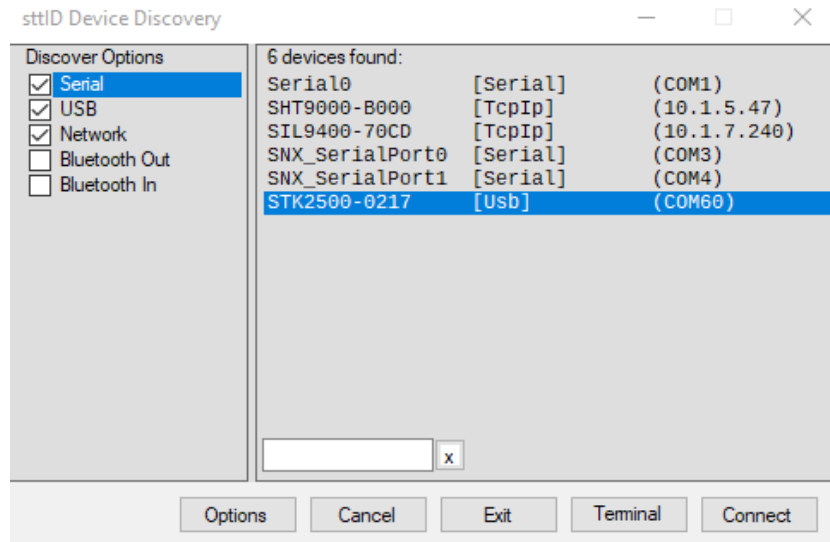 sttID Device Discovery
Discover Options
Serial
USB
Network
Bluetooth Out
Bluetooth In
6 devices found:
Serial0 [Serial] (COM1)
SHT9000-B000 [TcpIp] (10.1.5.47)
SIL9400-70CD [TcpIp] (10.1.7.240)
SNX_SerialPort0 [Serial] (COM3)
SNX_SerialPort1 [Serial] (COM4)
STK2500-0217 [Usb] (COM60)
x
Options Cancel Exit Terminal Connect